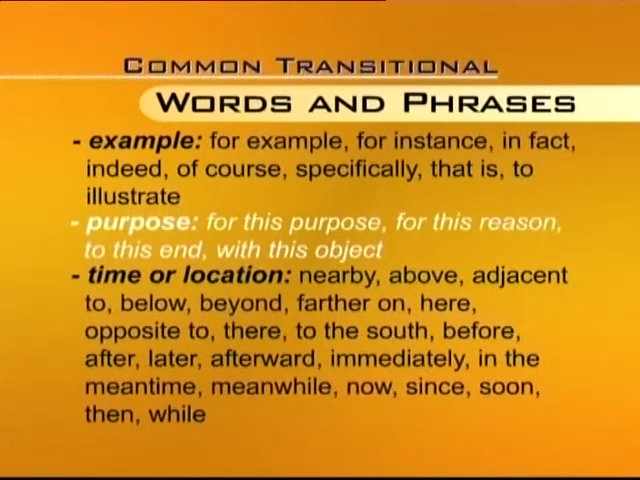 COMMON TRANSITIONAL
WORDS AND PHRASES
- example: for example, for instance, in fact,
indeed, of course, specifically, that is, to
illustrate
- purpose: for this purpose, for this reason,
to this end, with this object
- time or location: nearby, above, adjacent
to, below, beyond, farther on, here,
opposite to, there, to the south, before,
after, later, afterward, immediately, in the
meantime, meanwhile, now, since, soon,
then, while